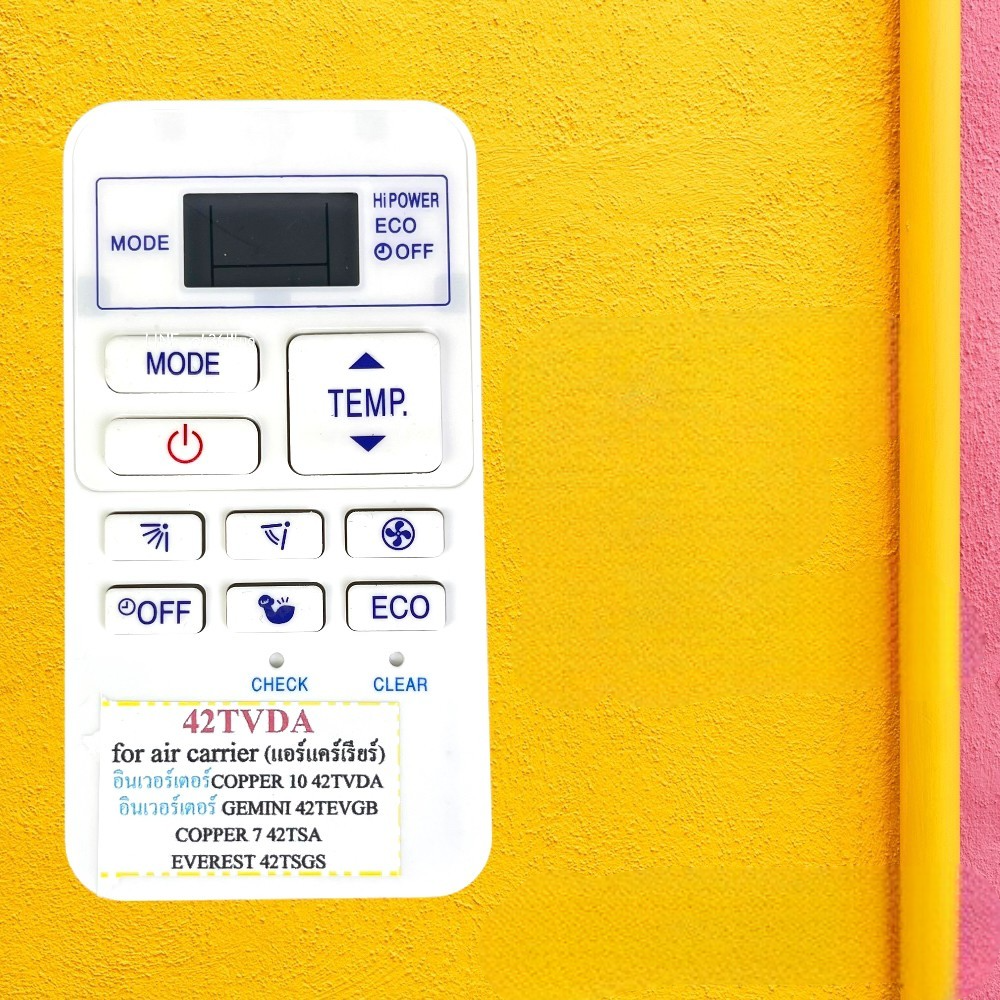 Hi POWER
ECO
MODE
OFF
MODE
TEMP.
OFF
ECO
CHECK
CLEAR
42TVDA
for air carrier (แอร์แคร์เรียร์)
อินเวอร์เตอร์COPPER 10 42TVDA
อินเวอร์เตอร์ GEMINI 42TEVGB
COPPER 7 42TSA
EVEREST 42TSGS